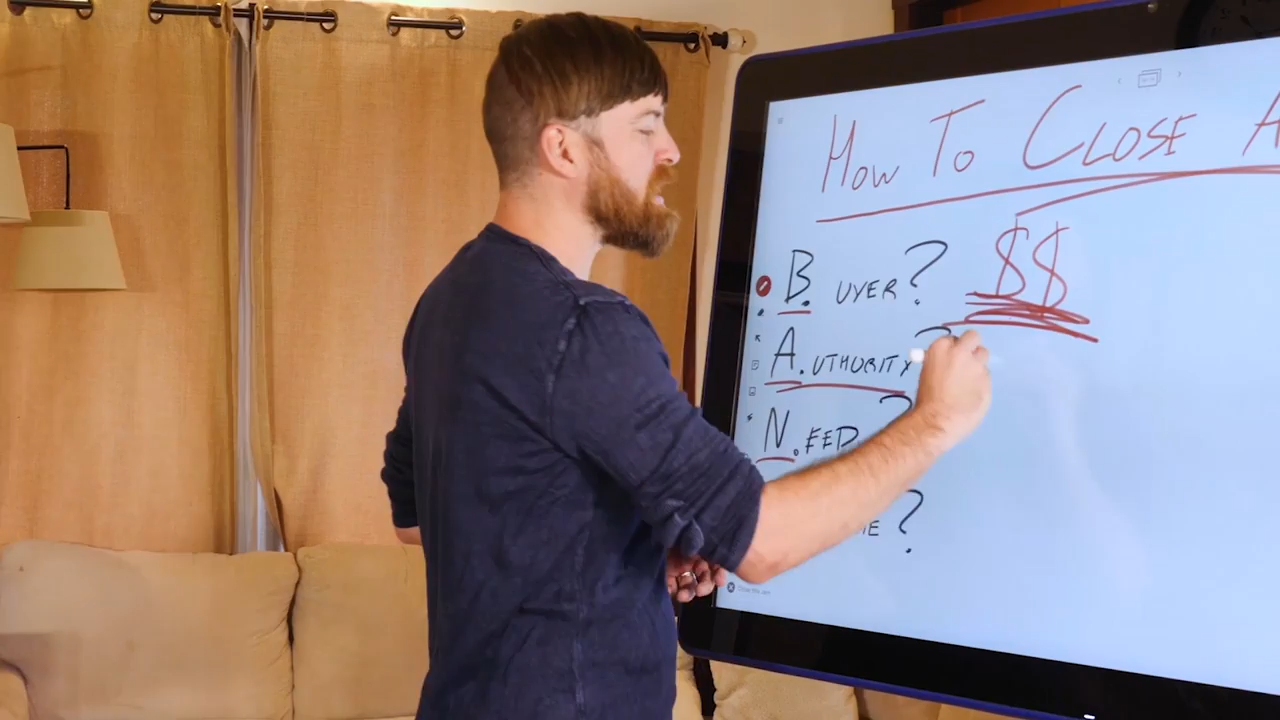 How To CLOSE A
B. UYER? $$
A. UTHORITY?
N. EED ?
?